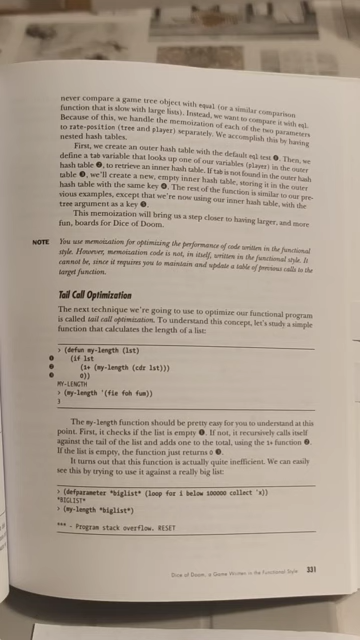 never compare a game tree object with equal (or a similar comparison
function that is slow with large lists). Instead, we want to compare it with eql.
Because of this, we handle the memoization of each of the two parameters
to rate-position (tree and player) separately. We accomplish this by having
nested hash tables.
First, we create an outer hash table with the default eql test ❶. Then, we
define a tab variable that looks up one of our variables (player) in the outer
hash table ❷, to retrieve an inner hash table. If tab is not found in the outer hash
table ❸, we'll create a new, empty inner hash table, storing it in the outer
hash table with the same key ❹. The rest of the function is similar to our pre-
vious examples, except that we're now using our inner hash table, with the
tree argument as a key ❺.
This memoization will bring us a step closer to having larger, and more
fun, boards for Dice of Doom.
NOTE You use memoization for optimizing the performance of code written in the functional
style. However, memoization code is not, in itself, written in the functional style. It
cannot be, since it requires you to maintain and update a table of previous calls to the
target function.
Tail Call Optimization
The next technique we're going to use to optimize our functional program
is called tail call optimization. To understand this concept, let's study a simple
function that calculates the length of a list:
> (defun my-length (lst)
❶ (if lst
❷ (1+ (my-length (cdr lst)))
❸ 0))
MY-LENGTH
> (my-length '(fie foh fum))
3
The my-length function should be pretty easy for you to understand at this
point. First, it checks if the list is empty ❶. If not, it recursively calls itself
against the tail of the list and adds one to the total, using the 1+ function ❷.
If the list is empty, the function just returns 0 ❸.
It turns out that this function is actually quite inefficient. We can easily
see this by trying to use it against a really big list:
> (defparameter *biglist* (loop for i below 100000 collect 'x))
*BIGLIST*
> (my-length *biglist*)
*** - Program stack overflow. RESET
Dice of Doom, a Game Written in the Functional Style 331